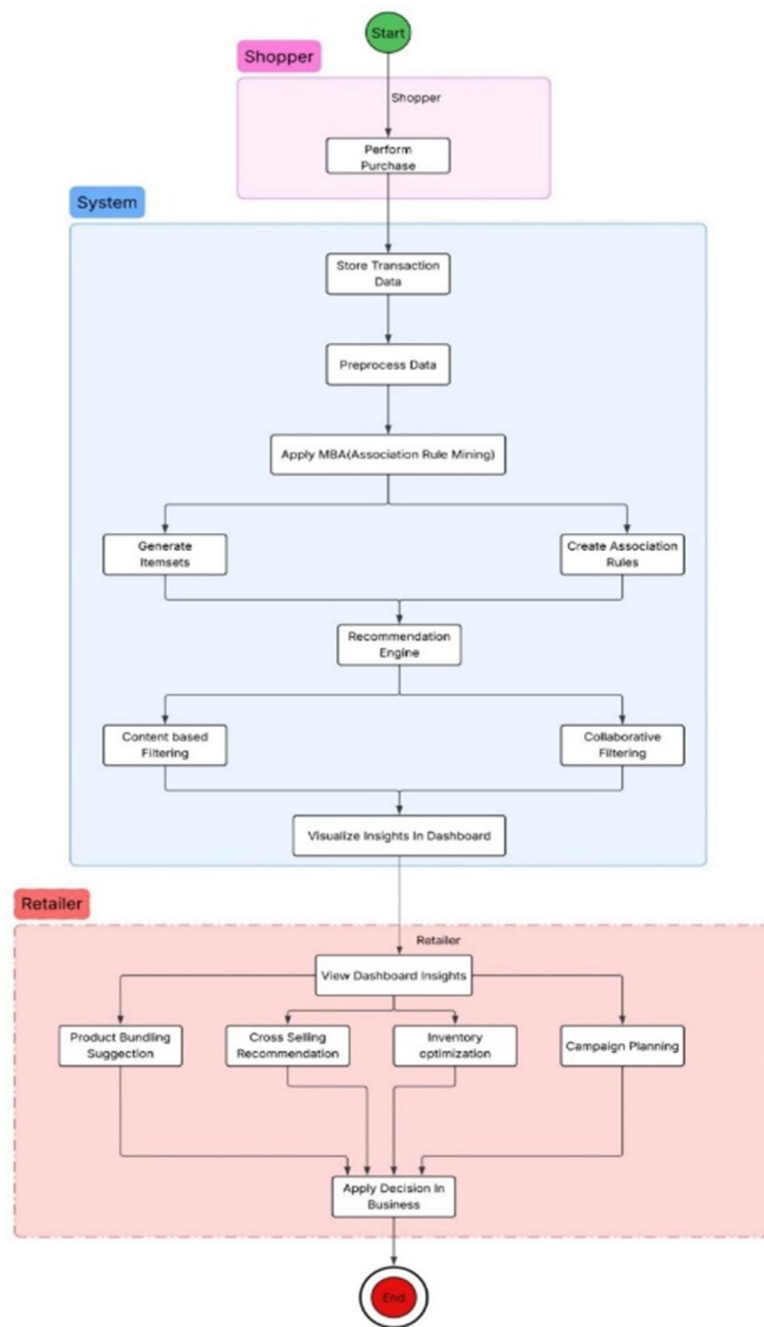 Start
Shopper
Shopper
Perform
Purchase
System
Store Transaction
Data
Preprocess Data
Apply MBA(Association Rule Mining)
Generate
Itemsets
Create Association
Rules
Recommendation
Engine
Content based
Filtering
Collaborative
Filtering
Visualize Insights In Dashboard
Retailer
Retailer
View Dashboard Insights
Product Bundling
Suggestion
Cross Selling
Recommendation
Inventory
optimization
Campaign Planning
Apply Decision In
Business
End